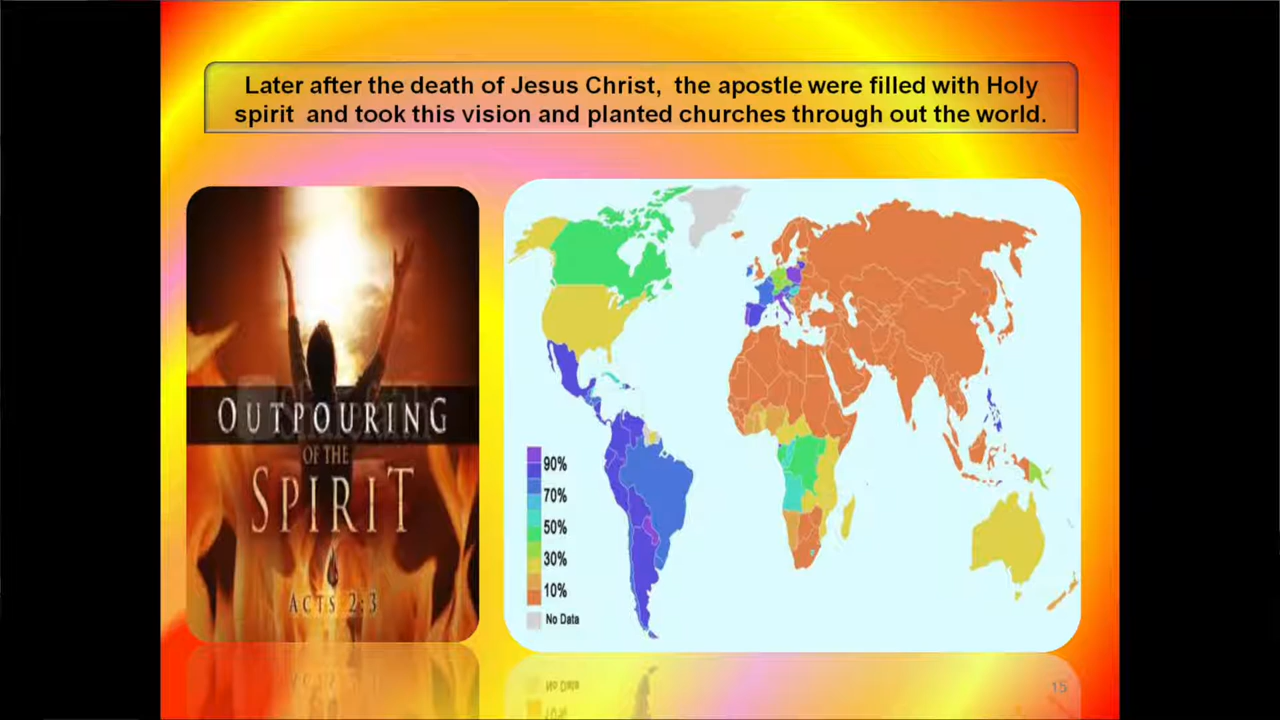 Later after the death of Jesus Christ, the apostle were filled with Holy
spirit and took this vision and planted churches through out the world.
OUTPOURING
OF THE
SPIRIT
ACTS 2:3
90%
70%
50%
30%
10%
No Data
15